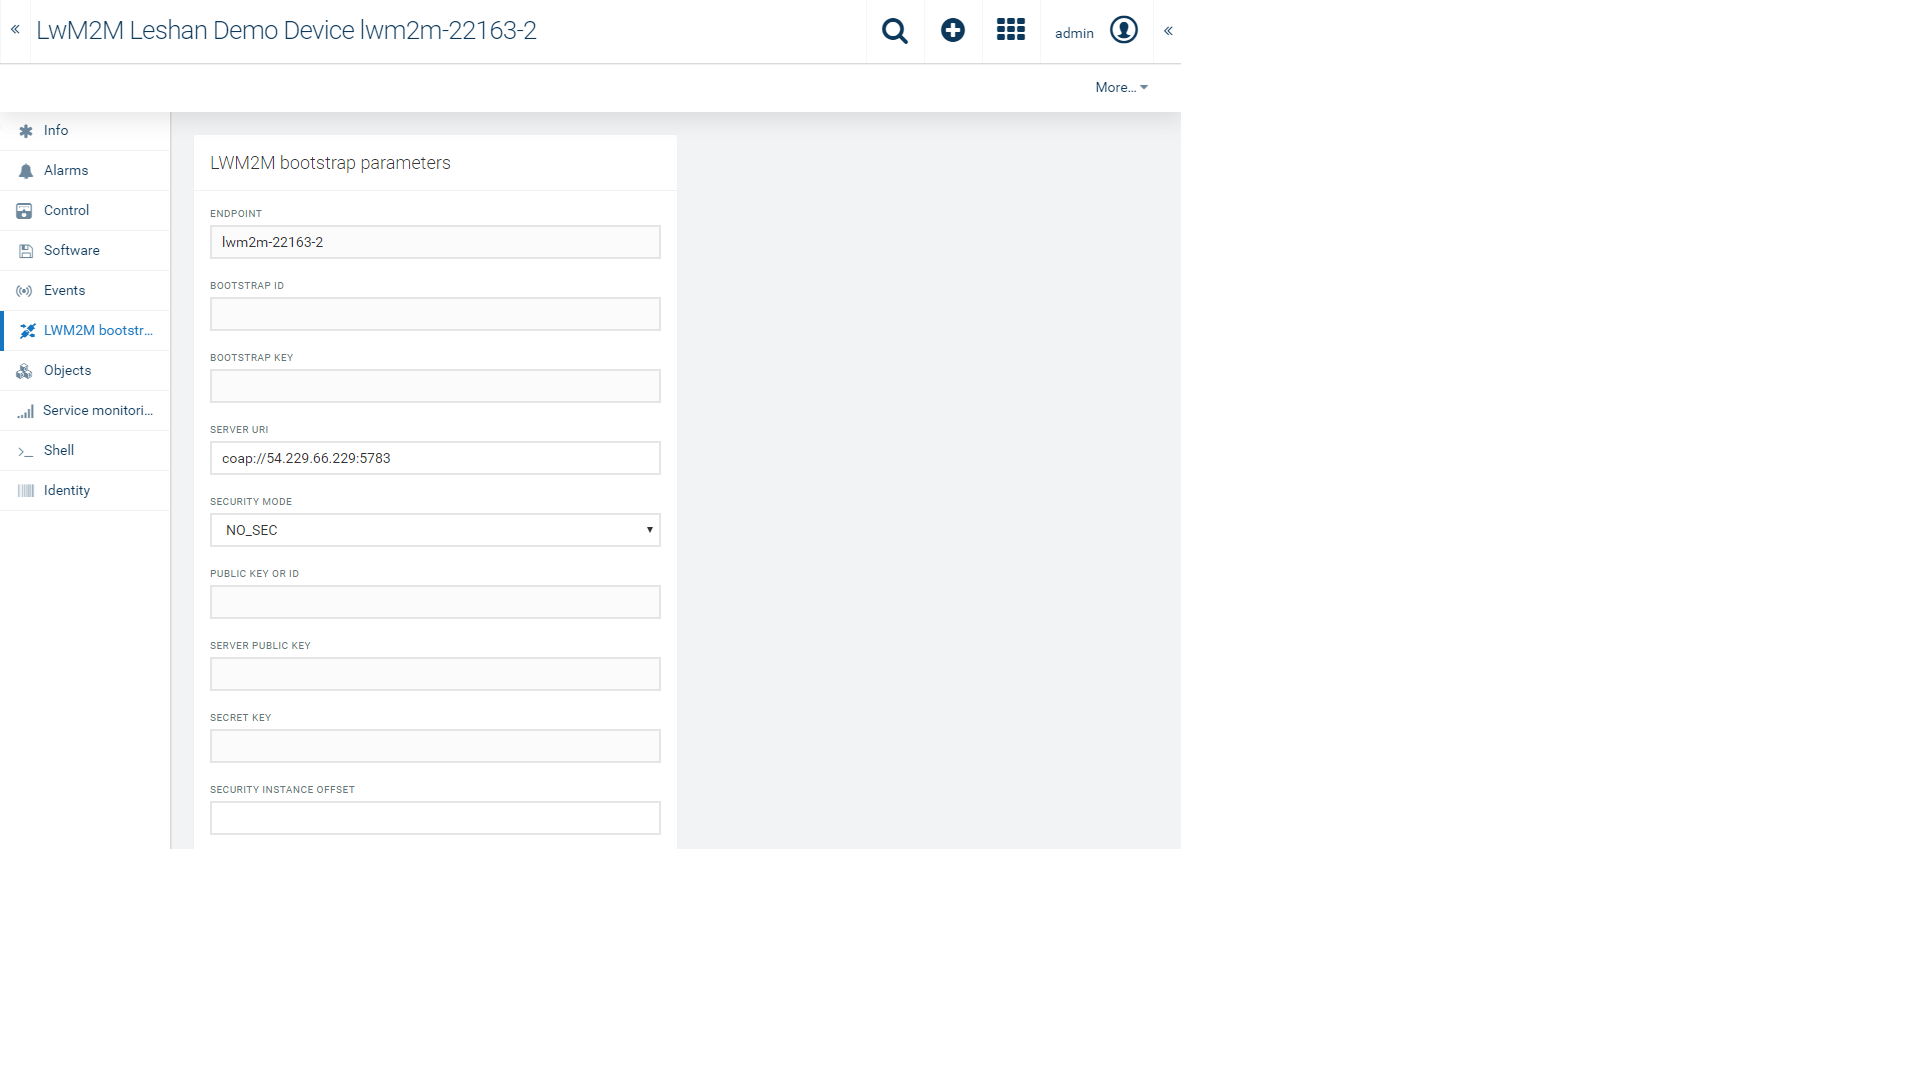 « LwM2M Leshan Demo Device lwm2m-22163-2 admin «
More...
Info
Alarms
Control
Software
Events
LWM2M bootstr...
Objects
Service monitori...
Shell
Identity
LWM2M bootstrap parameters
ENDPOINT
lwm2m-22163-2
BOOTSTRAP ID
BOOTSTRAP KEY
SERVER URI
coap://54.229.66.229:5783
SECURITY MODE
NO_SEC
PUBLIC KEY OR ID
SERVER PUBLIC KEY
SECRET KEY
SECURITY INSTANCE OFFSET